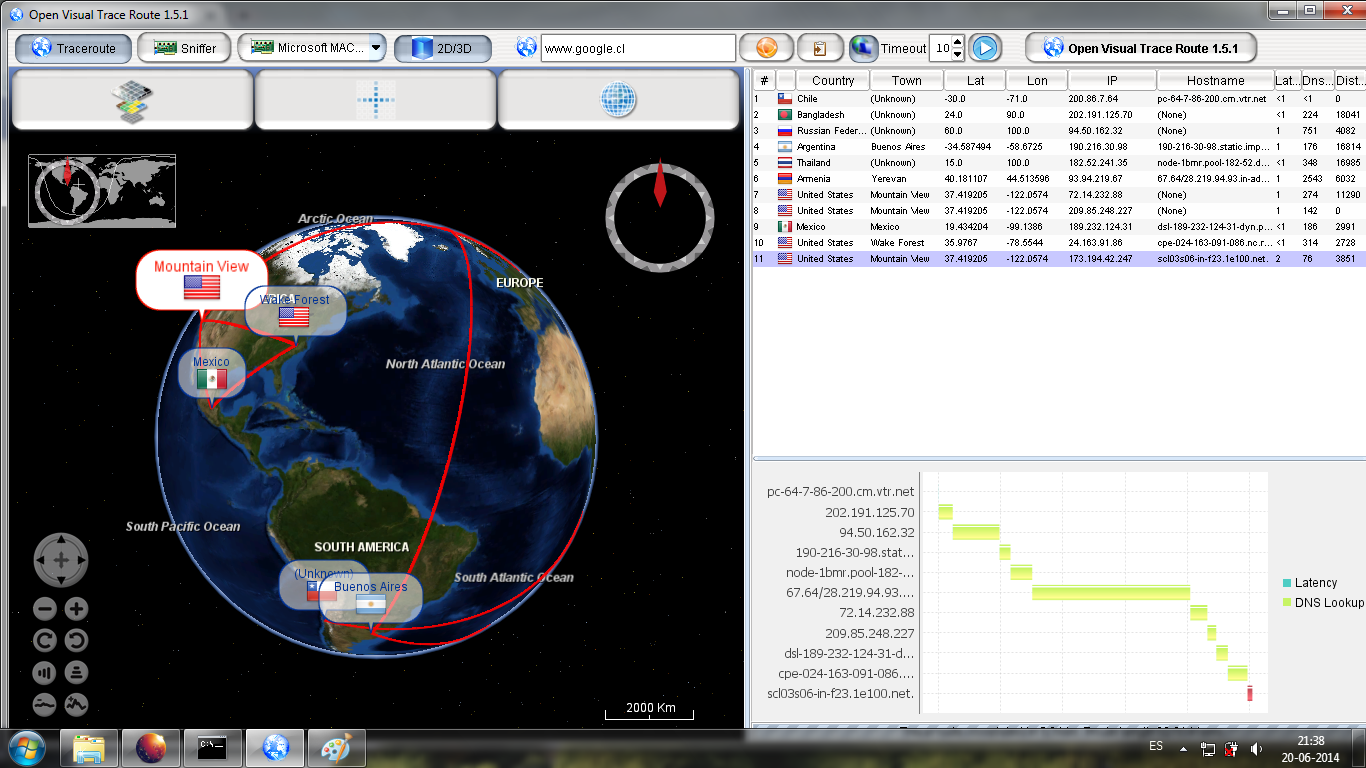 Open Visual Trace Route 1.5.1
Traceroute Sniffer Microsoft MAC... 2D/3D www.google.cl Timeout 10 Open Visual Trace Route 1.5.1
# Country Town Lat Lon IP Hostname Lat... Dns... Dist...
1 Chile (Unknown) -30.0 -71.0 200.86.7.64 pc-64-7-86-200.cm.vtr.net <1 <1 0
2 Bangladesh (Unknown) 24.0 90.0 202.191.125.70 (None) <1 224 18041
3 Russian Feder... (Unknown) 60.0 100.0 94.50.162.32 (None) 1 751 4082
4 Argentina Buenos Aires -34.587494 -58.6725 190.216.30.98 190-216-30-98.static.imp... 1 176 16814
5 Thailand (Unknown) 15.0 100.0 182.52.241.35 node-1bmr.pool-182-52.d... <1 348 16985
6 Armenia Yerevan 40.181107 44.513596 93.94.219.67 67.64/28.219.94.93.in-ad... 1 2543 6032
7 United States Mountain View 37.419205 -122.0574 72.14.232.88 (None) 1 274 11290
8 United States Mountain View 37.419205 -122.0574 209.85.248.227 (None) 1 142 0
9 Mexico Mexico 19.434204 -99.1386 189.232.124.31 dsl-189-232-124-31-dyn.p... <1 186 2991
10 United States Wake Forest 35.9767 -78.5544 24.163.91.86 cpe-024-163-091-086.nc.r... <1 314 2728
11 United States Mountain View 37.419205 -122.0574 173.194.42.247 scl03s06-in-f23.1e100.net. 2 76 3851
Arctic Ocean
Mountain View
EUROPE
Wake Forest
Mexico
North Atlantic Ocean
South Pacific Ocean
SOUTH AMERICA
(Unknown)
Buenos Aires
South Atlantic Ocean
2000 Km
pc-64-7-86-200.cm.vtr.net
202.191.125.70
94.50.162.32
190-216-30-98.stat...
node-1bmr.pool-182-...
67.64/28.219.94.93....
72.14.232.88
209.85.248.227
dsl-189-232-124-31-d...
cpe-024-163-091-086....
scl03s06-in-f23.1e100.net.
Latency
DNS Lookup
C:\
ES
21:38
20-06-2014